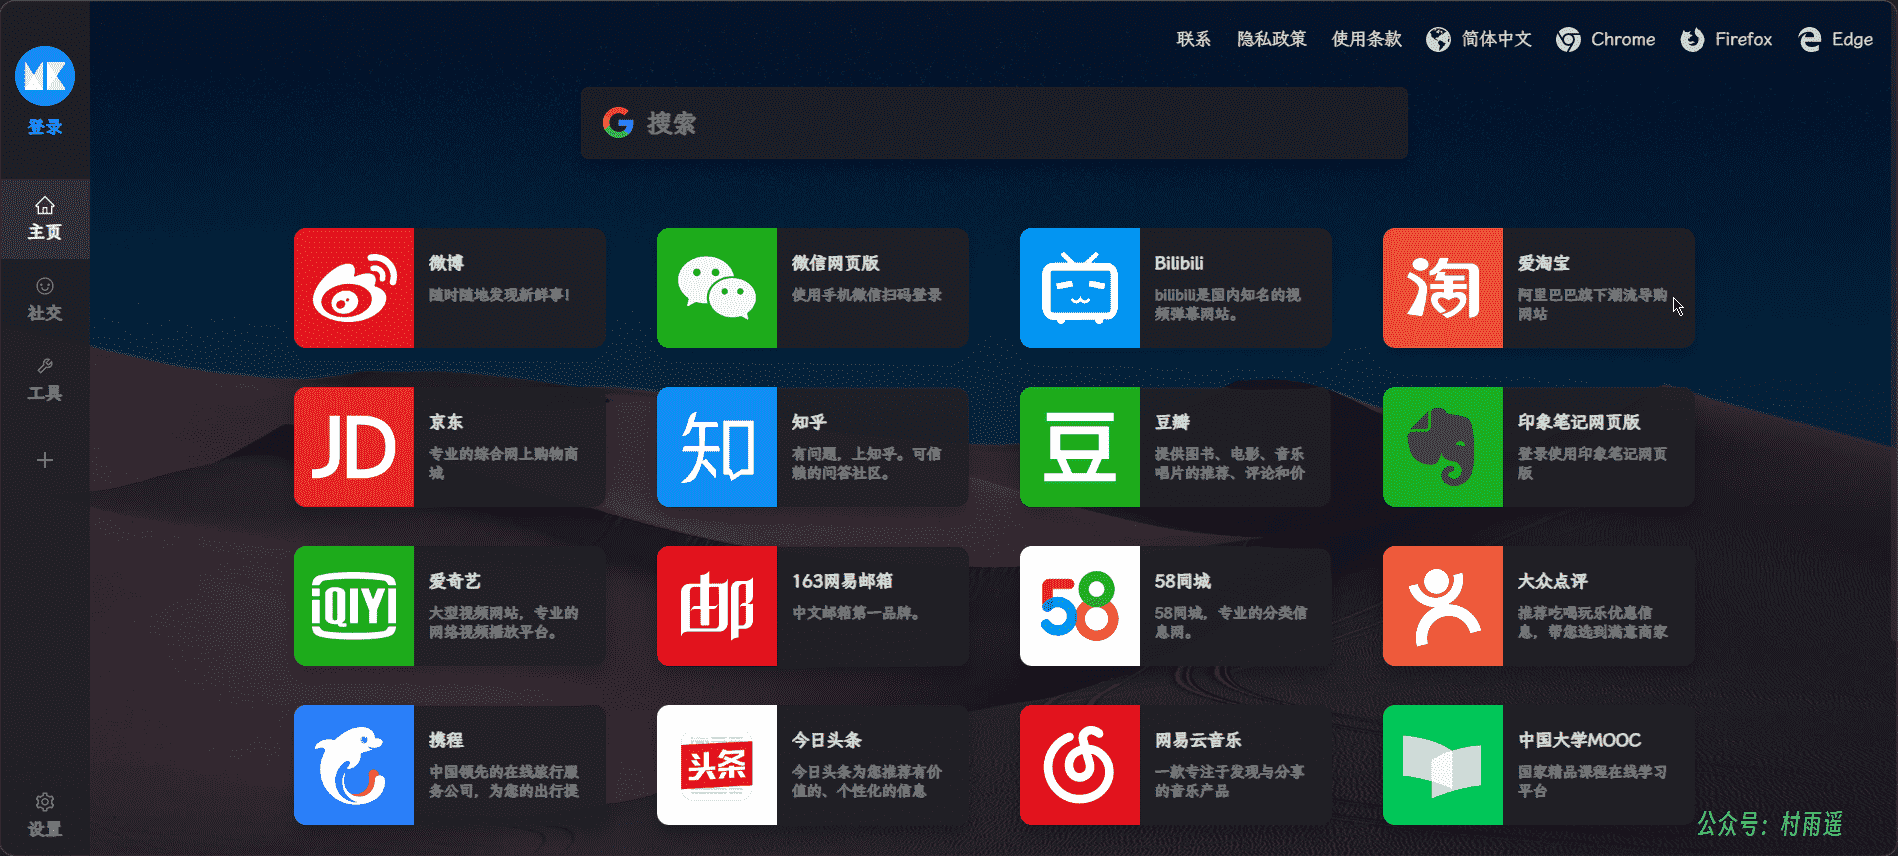 联系 隐私政策 使用条款 简体中文 Chrome Firefox Edge
MK
登录
搜索
主页
社交
工具
设置
微博
随时随地发现新鲜事！
微信网页版
使用手机微信扫码登录
Bilibili
bilibili是国内知名的视
频弹幕网站。
淘
爱淘宝
阿里巴巴旗下潮流导购
网站
JD
京东
专业的综合网上购物商
城
知
知乎
有问题，上知乎。可信
赖的问答社区。
豆
豆瓣
提供图书、电影、音乐
唱片的推荐、评论和价
印象笔记网页版
登录使用印象笔记网页
版
iQIYI
爱奇艺
大型视频网站，专业的
网络视频播放平台。
邮
163网易邮箱
中文邮箱第一品牌。
58
58同城
58同城，专业的分类信
息网。
大众点评
推荐吃喝玩乐优惠信
息，帮您选到满意商家
携程
中国领先的在线旅行服
务公司，为您的出行提
头条
今日头条
今日头条为您推荐有价
值的、个性化的信息
网易云音乐
一款专注于发现与分享
的音乐产品
中国大学MOOC
国家精品课程在线学习
平台
公众号：村雨遥